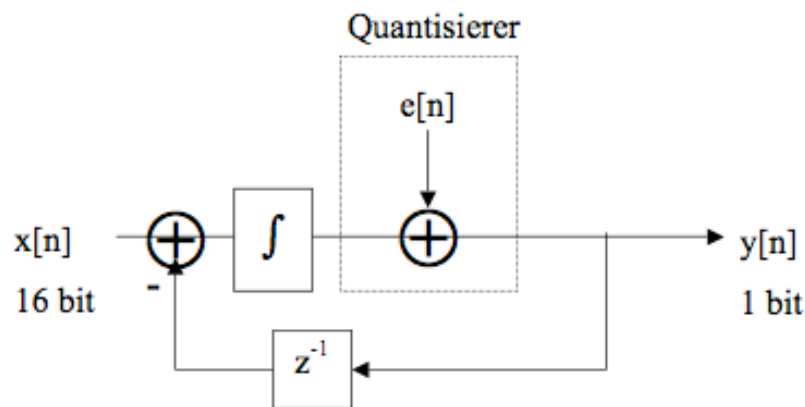 Quantisierer
e[n]
x[n]
16 bit
-
∫
y[n]
1 bit
z⁻¹